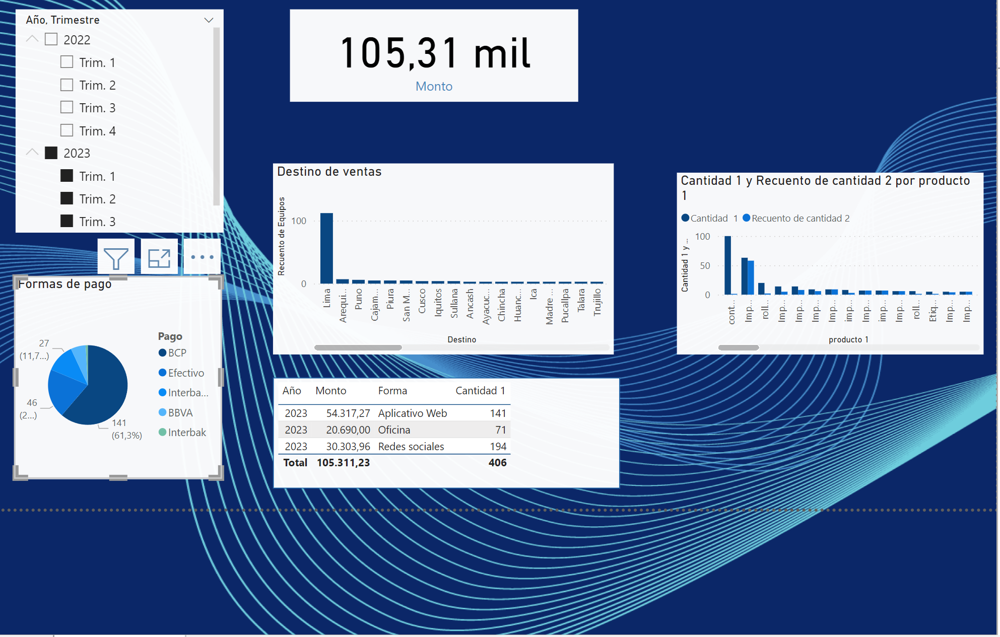 Año, Trimestre
2022
Trim. 1
Trim. 2
Trim. 3
Trim. 4
2023
Trim. 1
Trim. 2
Trim. 3
105,31 mil
Monto
Destino de ventas
Recuento de Equipos
100
0
Lima
Arequi...
Puno
Cajam...
Piura
San M...
Cusco
Iquitos
Sullana
Ancash
Ayacuc...
Chincha
Huanc...
Ica
Madre ...
Pucallpa
Talara
Trujillo
Destino
Cantidad 1 y Recuento de cantidad 2 por producto
1
Cantidad 1 Recuento de cantidad 2
Cantidad 1 y ...
100
50
0
cont...
Imp...
roll...
Imp...
Imp...
Imp...
Imp...
imp...
Imp...
imp...
Imp...
roll...
Etiq...
Imp...
Imp...
producto 1
Formas de pago
27
(11,7...)
46
(2...)
141
(61,3%)
Pago
BCP
Efectivo
Interba...
BBVA
Interbak
Año Monto Forma Cantidad 1
2023 54.317,27 Aplicativo Web 141
2023 20.690,00 Oficina 71
2023 30.303,96 Redes sociales 194
Total 105.311,23 406